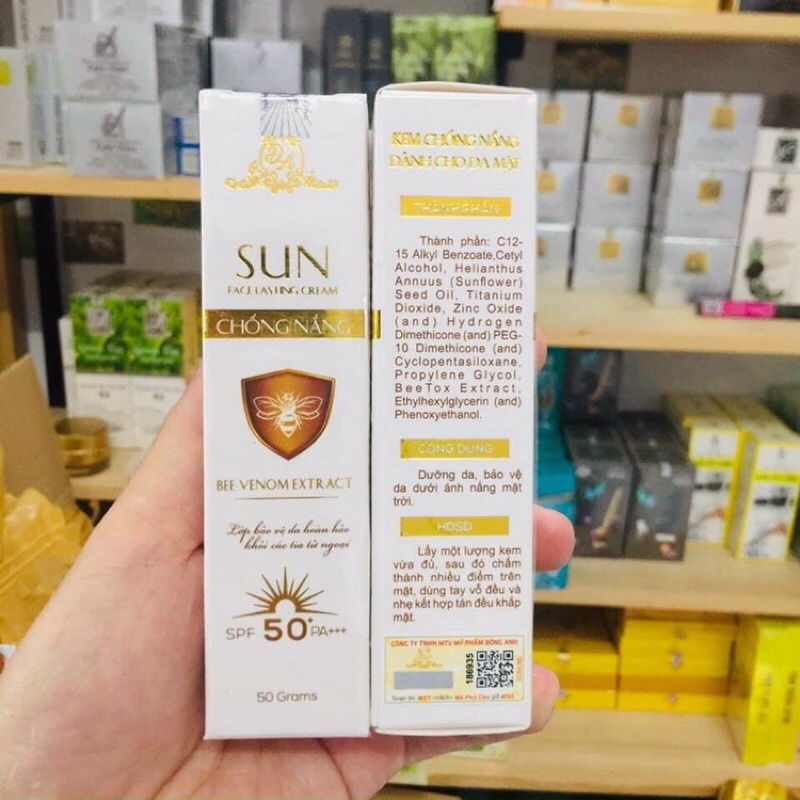 SUN
FACE LASTING CREAM
CHỐNG NẮNG
BEE VENOM EXTRACT
Lớp bảo vệ da hoàn hảo
khỏi các tia tử ngoại
SPF 50+ PA+++
50 Grams
KEM CHỐNG NẮNG
DÀNH CHO DA MẶT
THÀNH PHẦN
Thành phần: C12-
15 Alkyl Benzoate,Cetyl
Alcohol, Helianthus
Annuus (Sunflower)
Seed Oil, Titanium
Dioxide, Zinc Oxide
(and) Hydrogen
Dimethicone (and) PEG-
10 Dimethicone (and)
Cyclopentasiloxane,
Propylene Glycol,
BeeTox Extract,
Ethylhexylglycerin (and)
Phenoxyethanol.
CÔNG DỤNG
Dưỡng da, bảo vệ
da dưới ánh nắng mặt
trời.
HDSD
Lấy một lượng kem
vừa đủ, sau đó chấm
thành nhiều điểm trên
mặt, dùng tay vỗ đều và
nhẹ kết hợp tán đều khắp
mặt.
CÔNG TY TNHH MTV MỸ PHẨM ĐÔNG ANH
186935